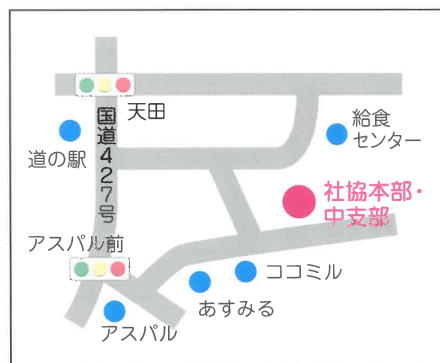 天田
国道427号
道の駅
給食
センター
社協本部・
中支部
アスパル前
ココミル
あすみる
アスパル